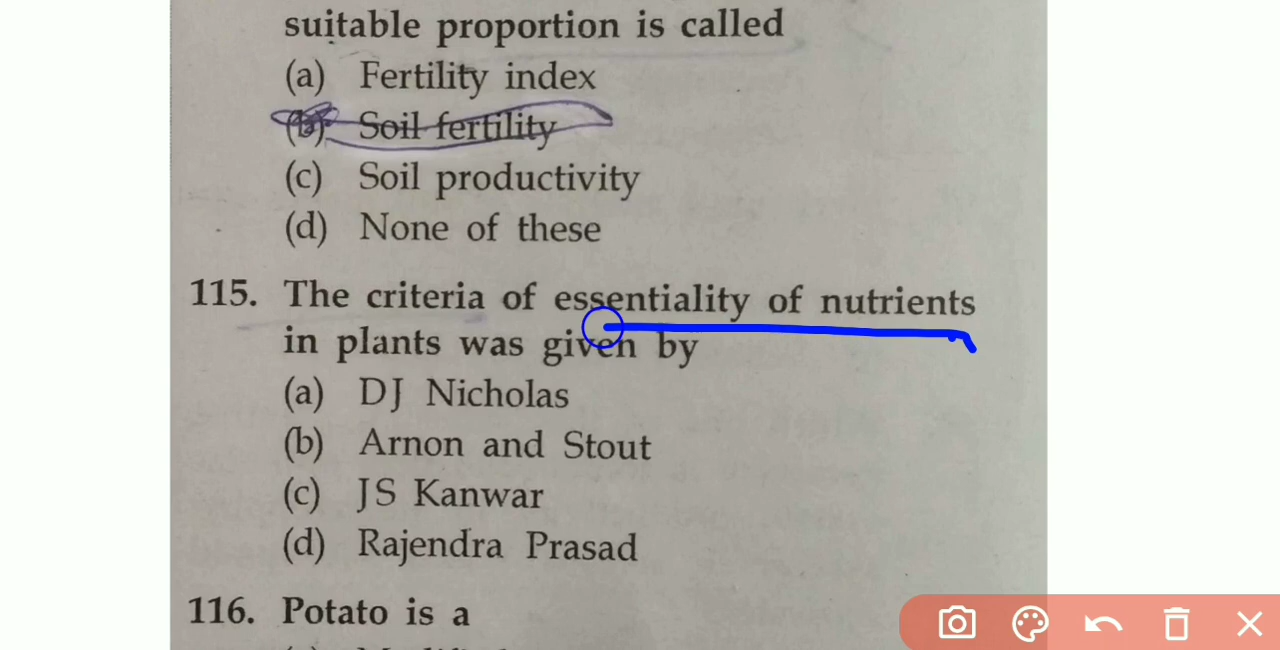 suitable proportion is called
(a) Fertility index
(b) Soil fertility
(c) Soil productivity
(d) None of these
115. The criteria of essentiality of nutrients
in plants was given by
(a) DJ Nicholas
(b) Arnon and Stout
(c) JS Kanwar
(d) Rajendra Prasad
116. Potato is a